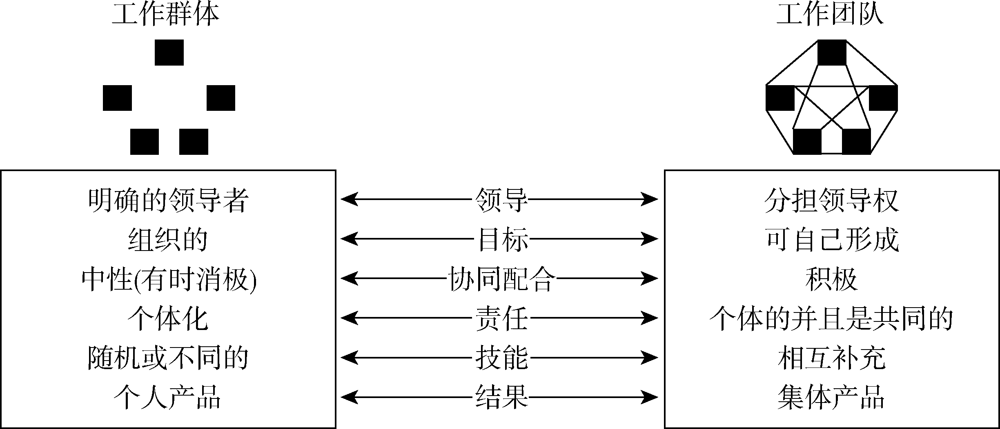 工作群体 工作团队
明确的领导者 领导 分担领导权
组织的 目标 可自己形成
中性(有时消极) 协同配合 积极
个体化 责任 个体的并且是共同的
随机或不同的 技能 相互补充
个人产品 结果 集体产品